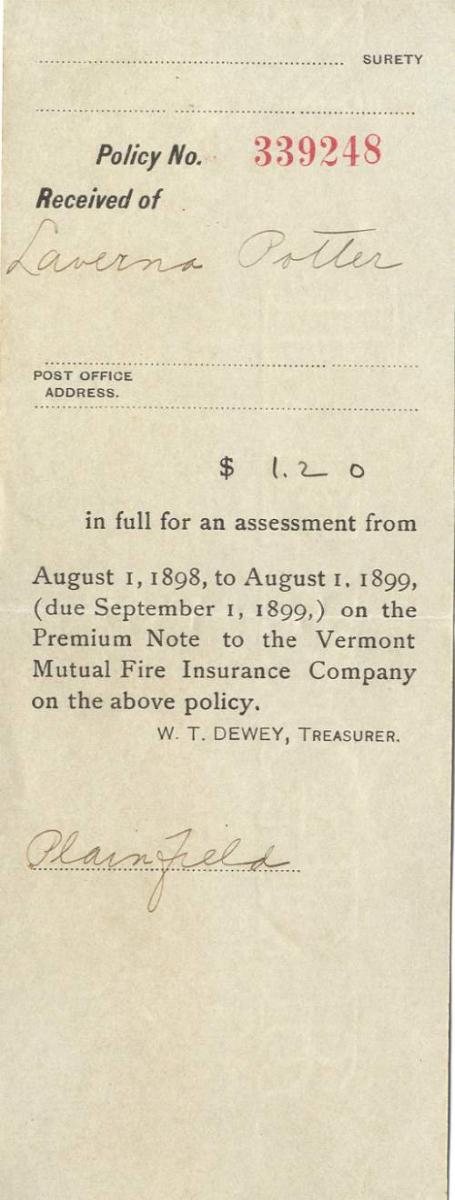 SURETY
Policy No. 339248
Received of
Laverna Potter
POST OFFICE
ADDRESS.
$ 1.20
in full for an assessment from
August 1, 1898, to August 1. 1899,
(due September 1, 1899,) on the
Premium Note to the Vermont
Mutual Fire Insurance Company
on the above policy.
W. T. DEWEY, TREASURER.
Plainfield